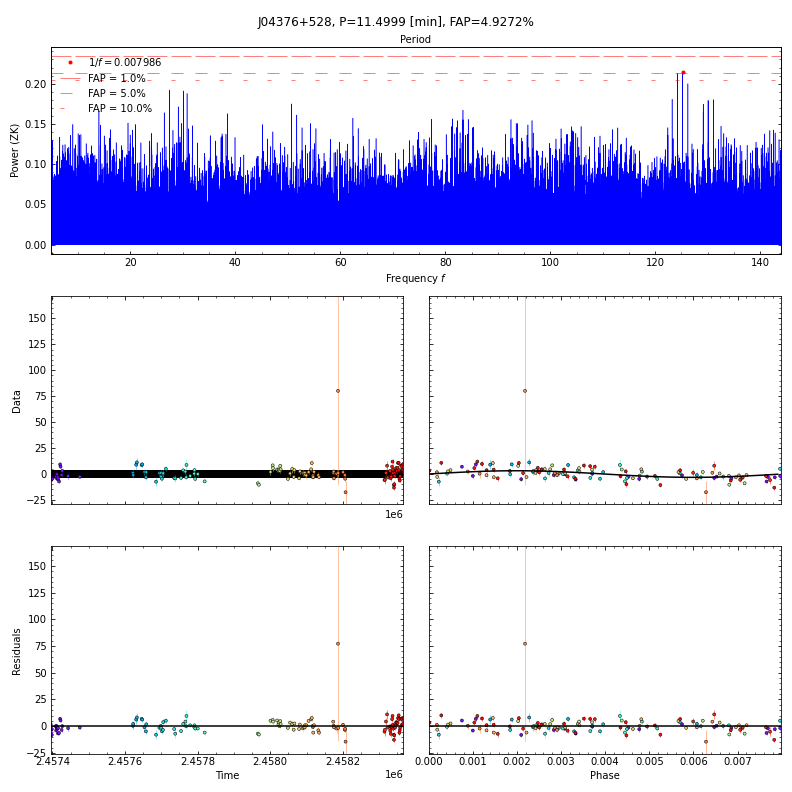 J04376+528, P=11.4999 [min], FAP=4.9272%
Period
1/f = 0.007986
FAP = 1.0%
FAP = 5.0%
FAP = 10.0%
Power (ZK)
0.20
0.15
0.10
0.05
0.00
20 40 60 80 100 120 140
Frequency f
Data
150
125
100
75
50
25
0
−25
1e6
Residuals
150
125
100
75
50
25
0
−25
2.4574 2.4576 2.4578 2.4580 2.4582
Time
1e6
0.000 0.001 0.002 0.003 0.004 0.005 0.006 0.007
Phase